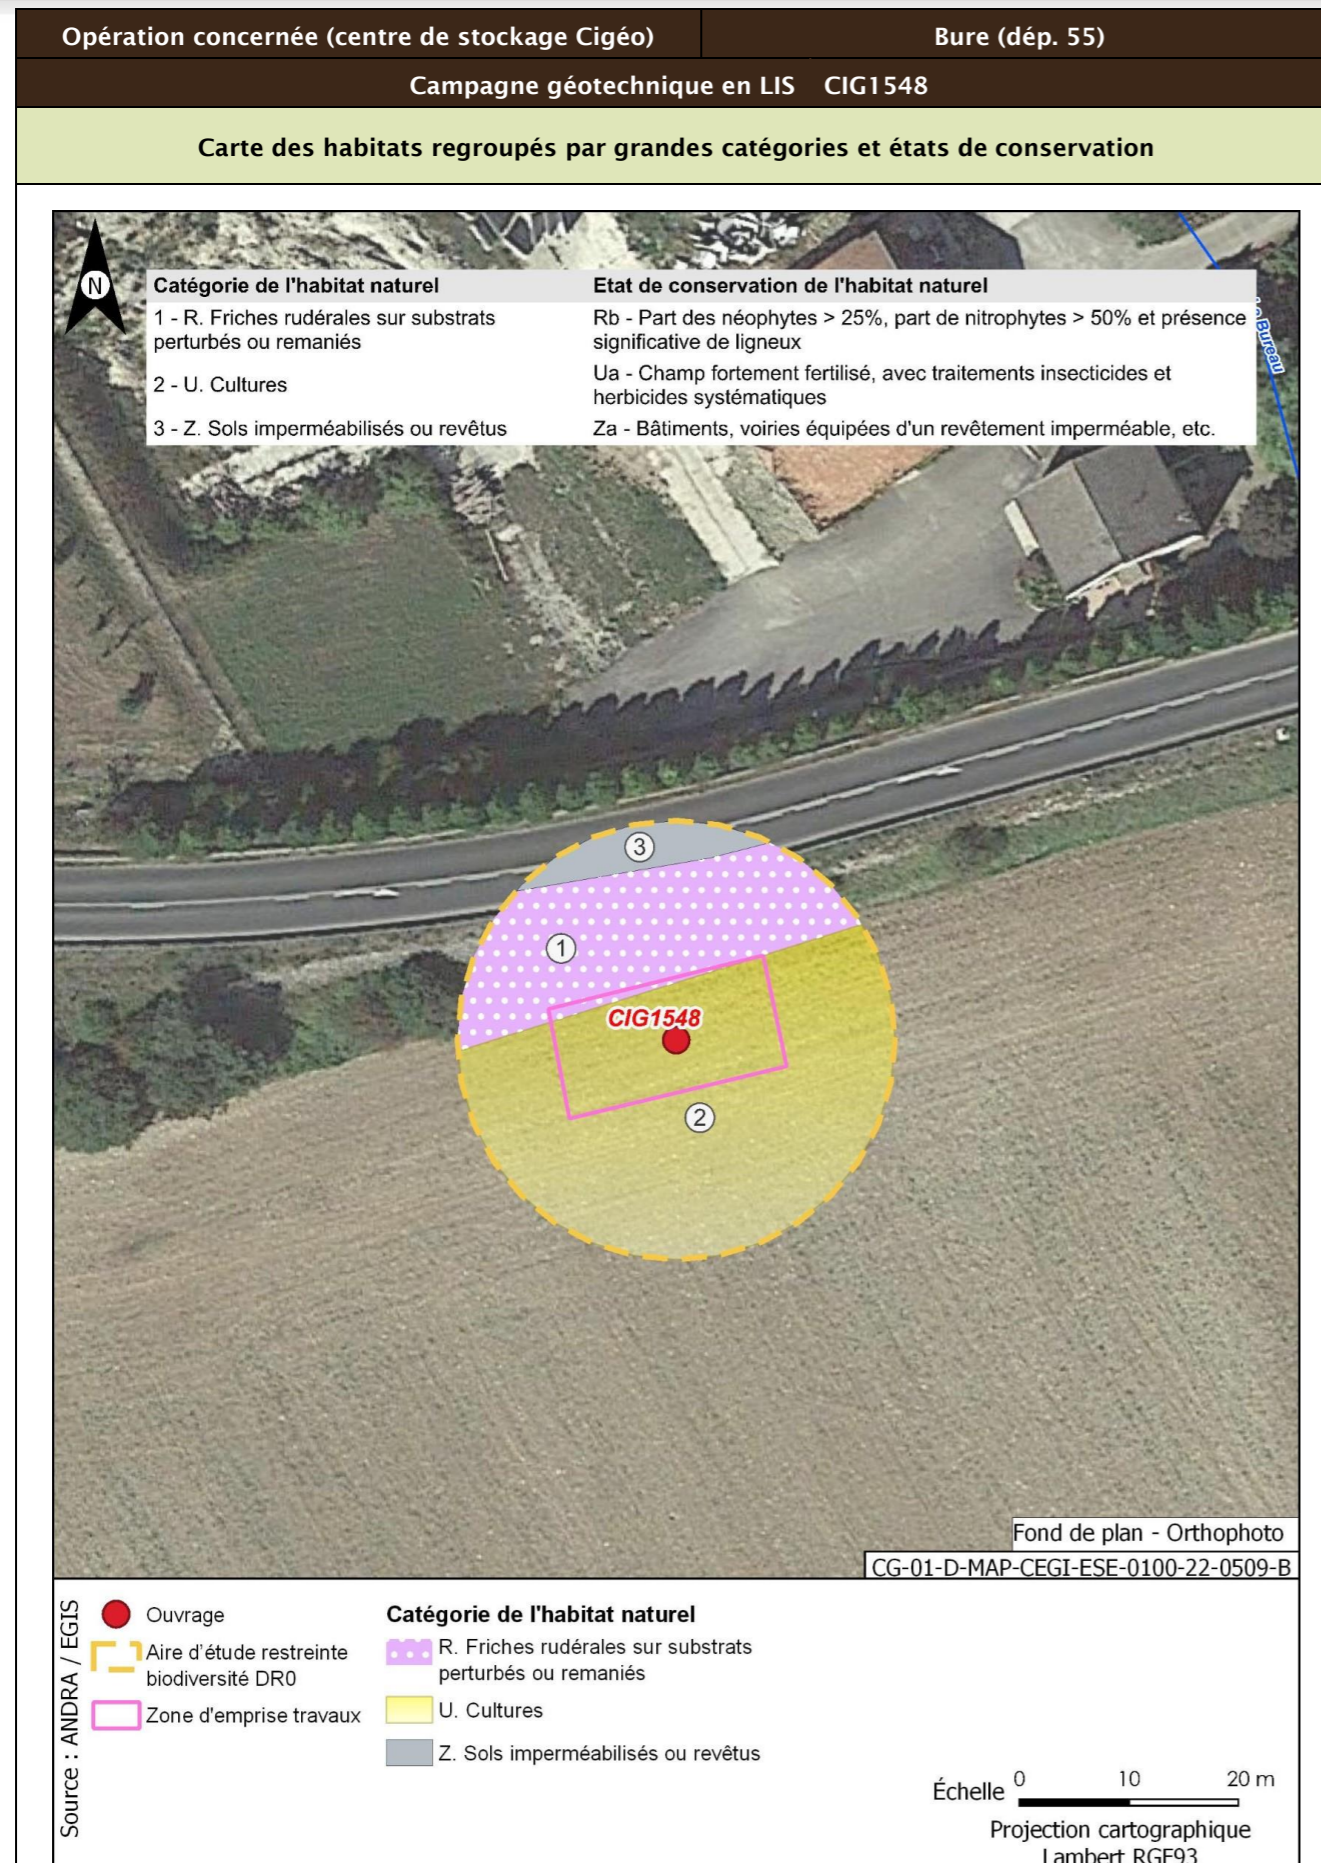 Opération concernée (centre de stockage Cigéo) Bure (dép. 55)
Campagne géotechnique en LIS CIG1548
Carte des habitats regroupés par grandes catégories et états de conservation
N
Catégorie de l'habitat naturel Etat de conservation de l'habitat naturel
1 - R. Friches rudérales sur substrats
perturbés ou remaniés
Rb - Part des néophytes > 25%, part de nitrophytes > 50% et présence
significative de ligneux
2 - U. Cultures
Ua - Champ fortement fertilisé, avec traitements insecticides et
herbicides systématiques
3 - Z. Sols imperméabilisés ou revêtus Za - Bâtiments, voiries équipées d'un revêtement imperméable, etc.
Bureau
3
1
CIG1548
2
Fond de plan - Orthophoto
CG-01-D-MAP-CEGI-ESE-0100-22-0509-B
Source : ANDRA / EGIS
Ouvrage
Aire d'étude restreinte
biodiversité DR0
Zone d'emprise travaux
Catégorie de l'habitat naturel
R. Friches rudérales sur substrats
perturbés ou remaniés
U. Cultures
Z. Sols imperméabilisés ou revêtus
Échelle 0 10 20 m
Projection cartographique
Lambert RGF93